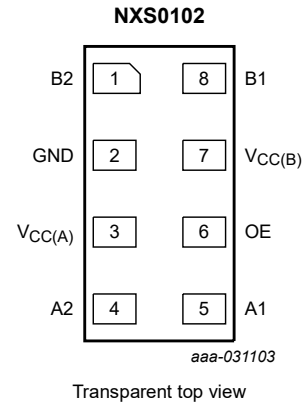 NXS0102
B2 1 8 B1
GND 2 7 VCC(B)
VCC(A) 3 6 OE
A2 4 5 A1
aaa-031103
Transparent top view